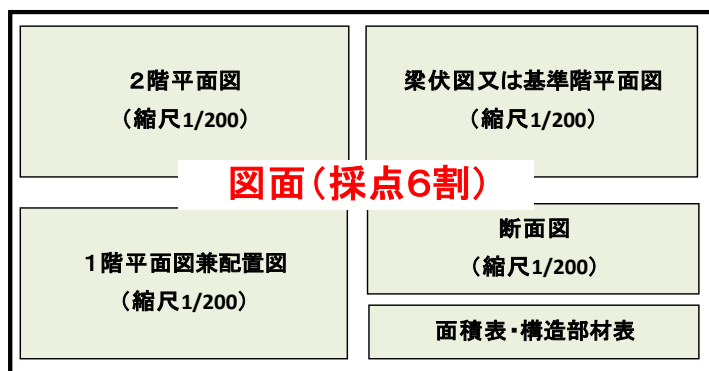 ２階平面図
（縮尺1/200）
梁伏図又は基準階平面図
（縮尺1/200）
図面（採点６割）
１階平面図兼配置図
（縮尺1/200）
断面図
（縮尺1/200）
面積表・構造部材表